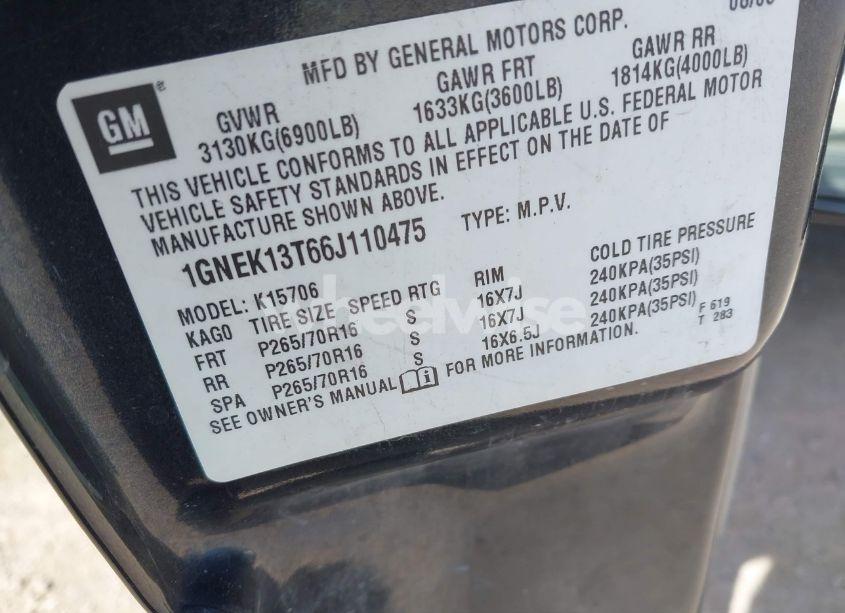 MFD BY GENERAL MOTORS CORP.
GM
GVWR GAWR FRT GAWR RR
3130KG(6900LB) 1633KG(3600LB) 1814KG(4000LB)
THIS VEHICLE CONFORMS TO ALL APPLICABLE U.S. FEDERAL MOTOR
VEHICLE SAFETY STANDARDS IN EFFECT ON THE DATE OF
MANUFACTURE SHOWN ABOVE.
1GNEK13T66J110475 TYPE: M.P.V.
MODEL: K15706
KAGO TIRE SIZE SPEED RTG RIM COLD TIRE PRESSURE
FRT P265/70R16 S 16X7J 240KPA(35PSI)
RR P265/70R16 S 16X7J 240KPA(35PSI)
SPA P265/70R16 S 16X6.5J 240KPA(35PSI)
SEE OWNER'S MANUAL FOR MORE INFORMATION.
F 619
T 283
wheelwise